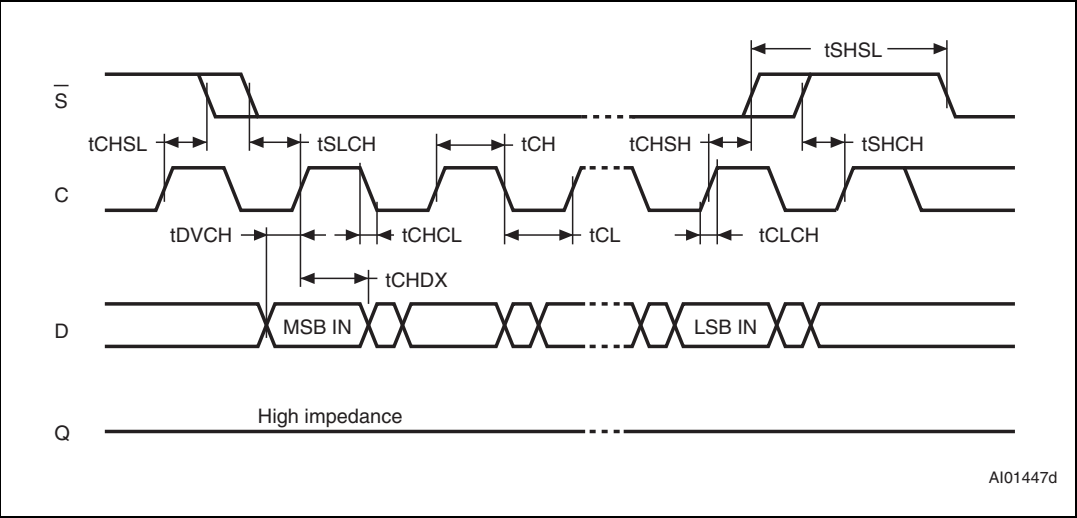 tSHSL
S̅
tCHSL tSLCH tCH tCHSH tSHCH
C
tDVCH tCHCL tCL tCLCH
tCHDX
D MSB IN LSB IN
High impedance
Q
AI01447d